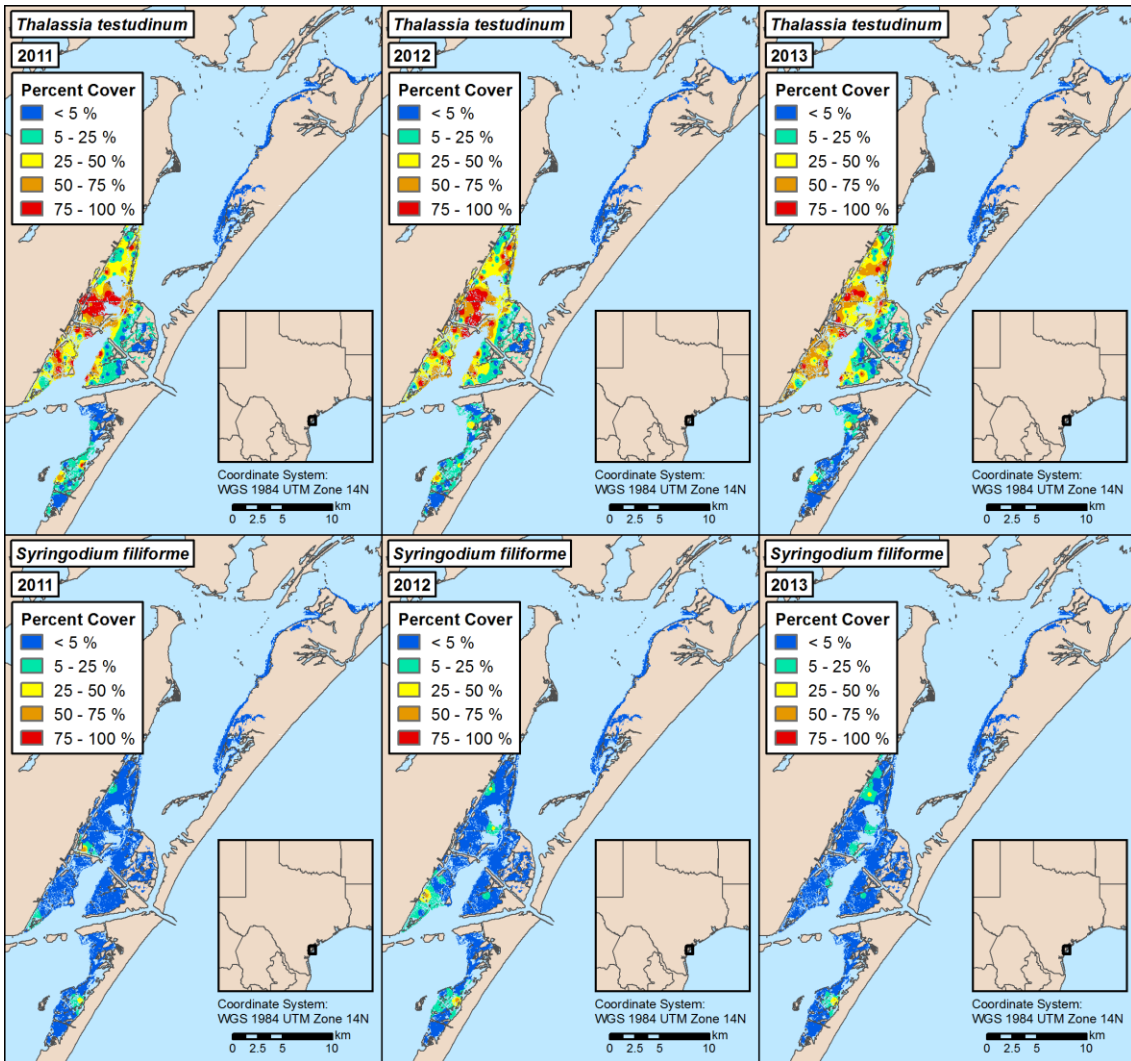 Thalassia testudinum
2011
Percent Cover
< 5 %
5 - 25 %
25 - 50 %
50 - 75 %
75 - 100 %
Coordinate System:
WGS 1984 UTM Zone 14N
km
0 2.5 5 10
Thalassia testudinum
2012
Percent Cover
< 5 %
5 - 25 %
25 - 50 %
50 - 75 %
75 - 100 %
Coordinate System:
WGS 1984 UTM Zone 14N
km
0 2.5 5 10
Thalassia testudinum
2013
Percent Cover
< 5 %
5 - 25 %
25 - 50 %
50 - 75 %
75 - 100 %
Coordinate System:
WGS 1984 UTM Zone 14N
km
0 2.5 5 10
Syringodium filiforme
2011
Percent Cover
< 5 %
5 - 25 %
25 - 50 %
50 - 75 %
75 - 100 %
Coordinate System:
WGS 1984 UTM Zone 14N
km
0 2.5 5 10
Syringodium filiforme
2012
Percent Cover
< 5 %
5 - 25 %
25 - 50 %
50 - 75 %
75 - 100 %
Coordinate System:
WGS 1984 UTM Zone 14N
km
0 2.5 5 10
Syringodium filiforme
2013
Percent Cover
< 5 %
5 - 25 %
25 - 50 %
50 - 75 %
75 - 100 %
Coordinate System:
WGS 1984 UTM Zone 14N
km
0 2.5 5 10